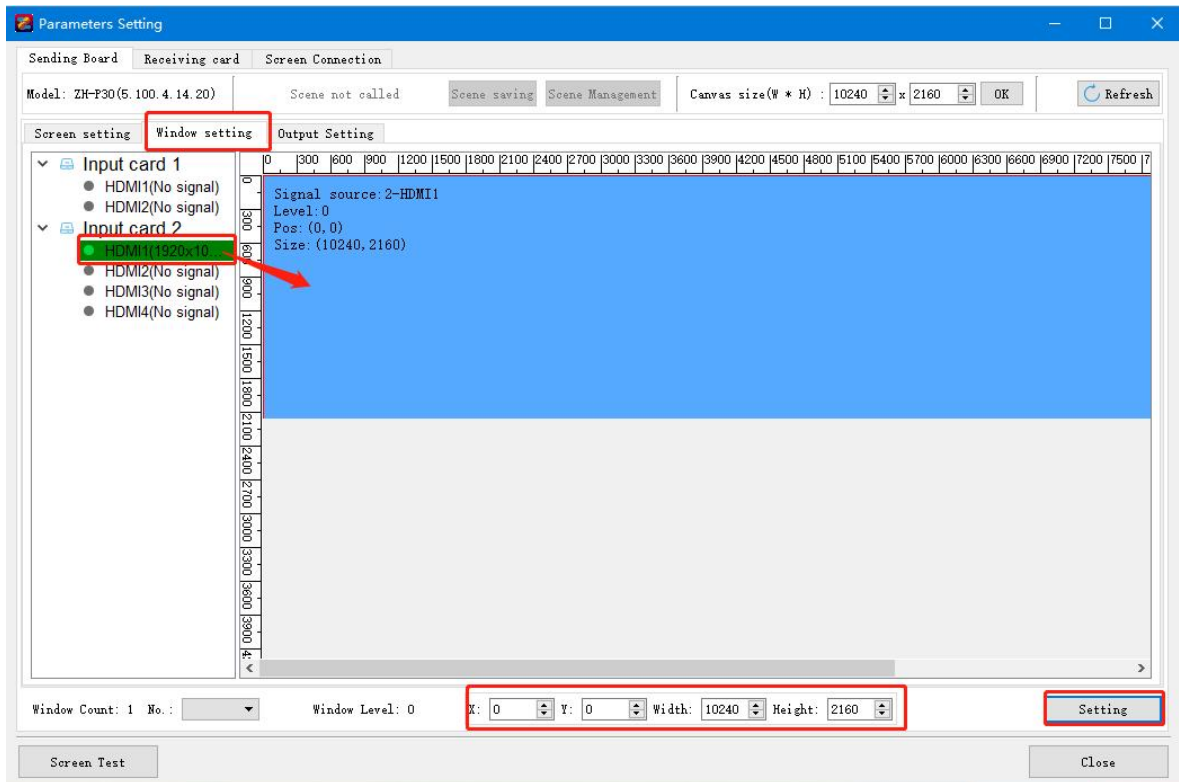 Parameters Setting
Sending Board Receiving card Screen Connection
Model: ZH-P30(5.100.4.14.20) Scene not called Scene saving Scene Management Canvas size(W * H) : 10240 x 2160 OK Refresh
Screen setting Window setting Output Setting
Input card 1
HDMI1(No signal)
HDMI2(No signal)
Input card 2
HDMI1(1920x10...
HDMI2(No signal)
HDMI3(No signal)
HDMI4(No signal)
0 300 600 900 1200 1500 1800 2100 2400 2700 3000 3300 3600 3900 4200 4500 4800 5100 5400 5700 6000 6300 6600 6900 7200 7500 7
0
300
600
900
1200
1500
1800
2100
2400
2700
3000
3300
3600
3900
Signal source:2-HDMI1
Level:0
Pos:(0,0)
Size:(10240,2160)
Window Count: 1 No.: Window Level: 0 X: 0 Y: 0 Width: 10240 Height: 2160 Setting
Screen Test Close